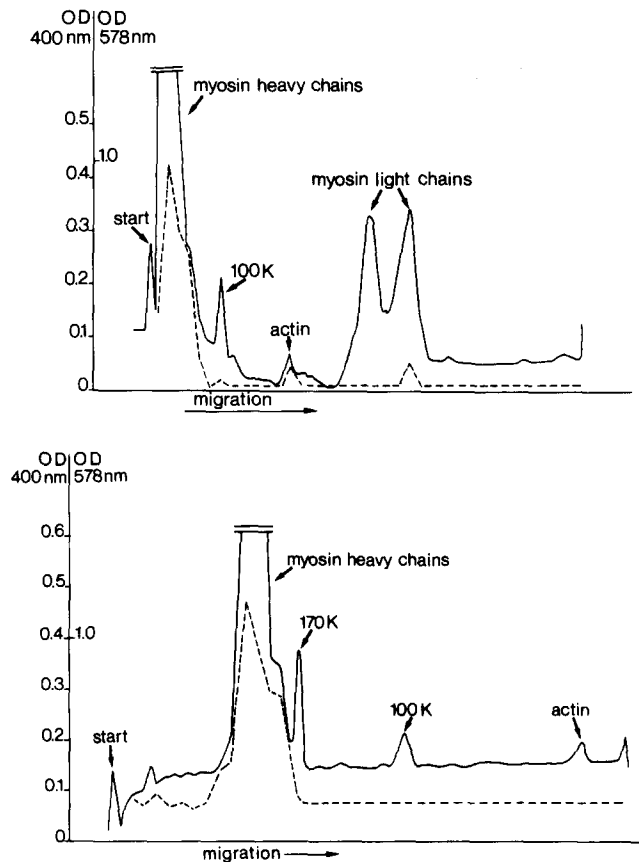 OD OD
400 nm 578nm
myosin heavy chains
0.5
1.0
0.4
myosin light chains
0.3
start
100K
0.2
actin
0.1
0
migration
OD OD
400 nm 578nm
0.6
myosin heavy chains
0.5
170K
0.4
1.0
0.3
100K
actin
0.2
start
0.1
0
migration